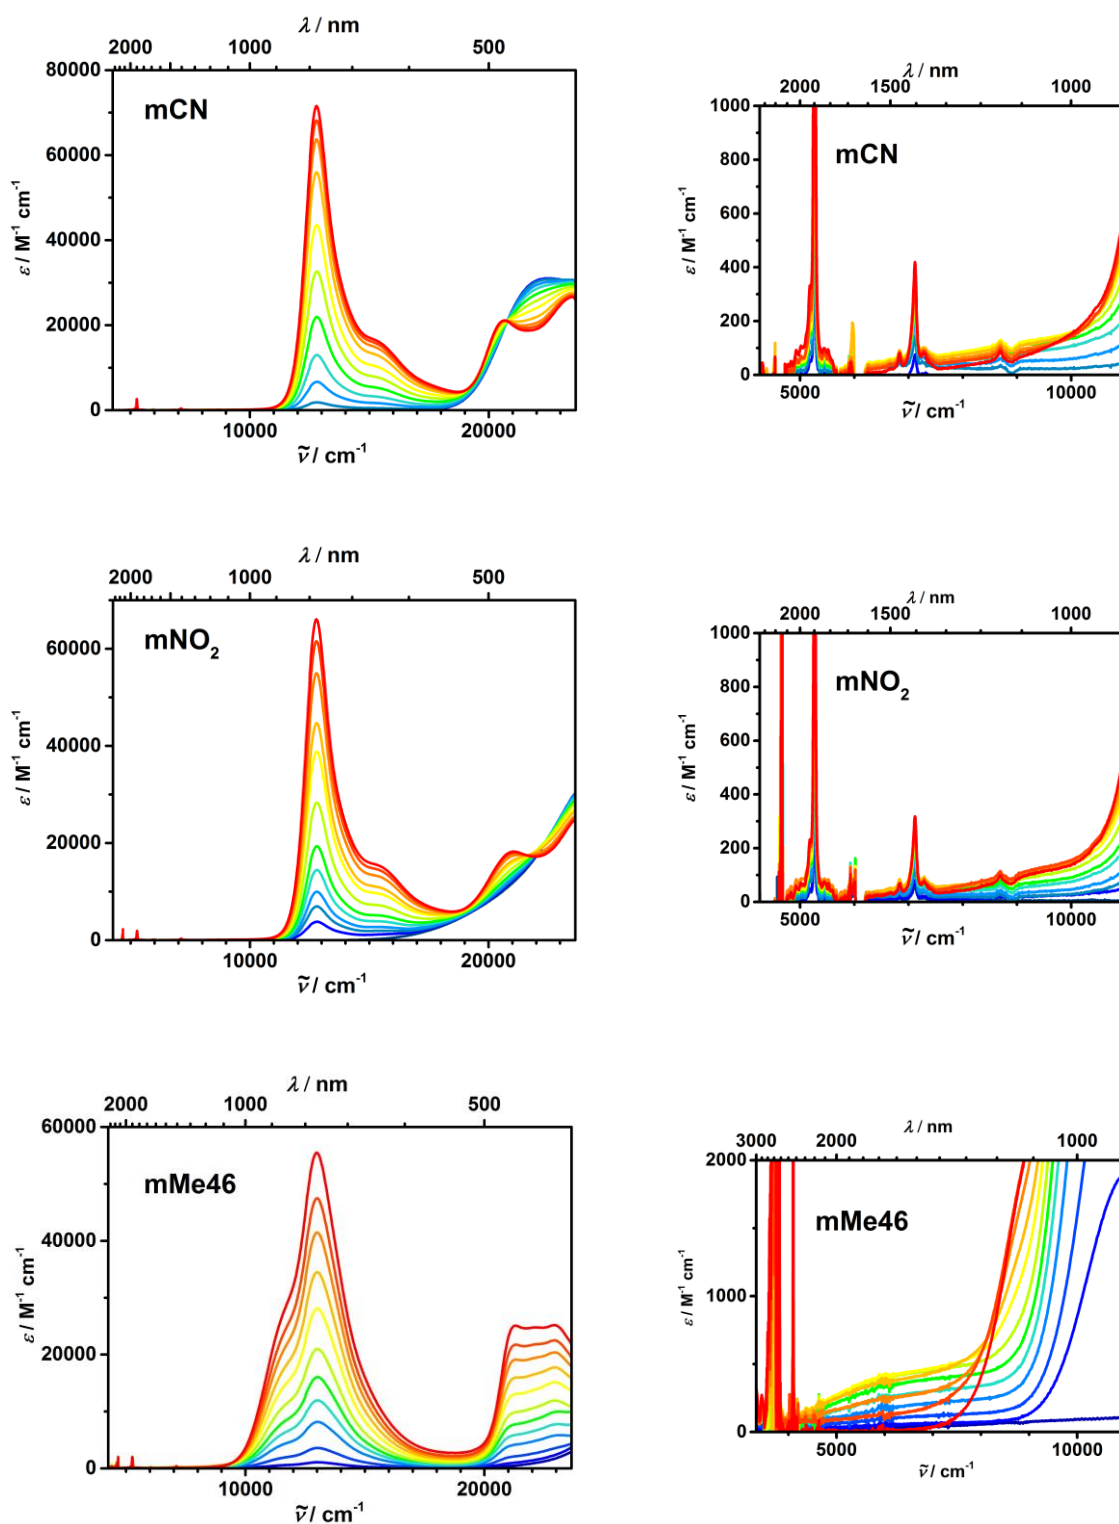 λ / nm
2000 1000 500
80000
mCN
60000
ε / M⁻¹ cm⁻¹
40000
20000
0
10000 20000
ṽ / cm⁻¹
λ / nm
2000 1500 1000
1000
mCN
800
600
ε / M⁻¹ cm⁻¹
400
200
0
5000 10000
ṽ / cm⁻¹
λ / nm
2000 1000 500
mNO₂
60000
ε / M⁻¹ cm⁻¹
40000
20000
0
10000 20000
ṽ / cm⁻¹
λ / nm
2000 1500 1000
1000
mNO₂
800
600
ε / M⁻¹ cm⁻¹
400
200
0
5000 10000
ṽ / cm⁻¹
λ / nm
2000 1000 500
60000
mMe46
40000
ε / M⁻¹ cm⁻¹
20000
0
10000 20000
ṽ / cm⁻¹
λ / nm
3000 2000 1000
2000
mMe46
ε / M⁻¹ cm⁻¹
1000
0
5000 10000
ṽ / cm⁻¹